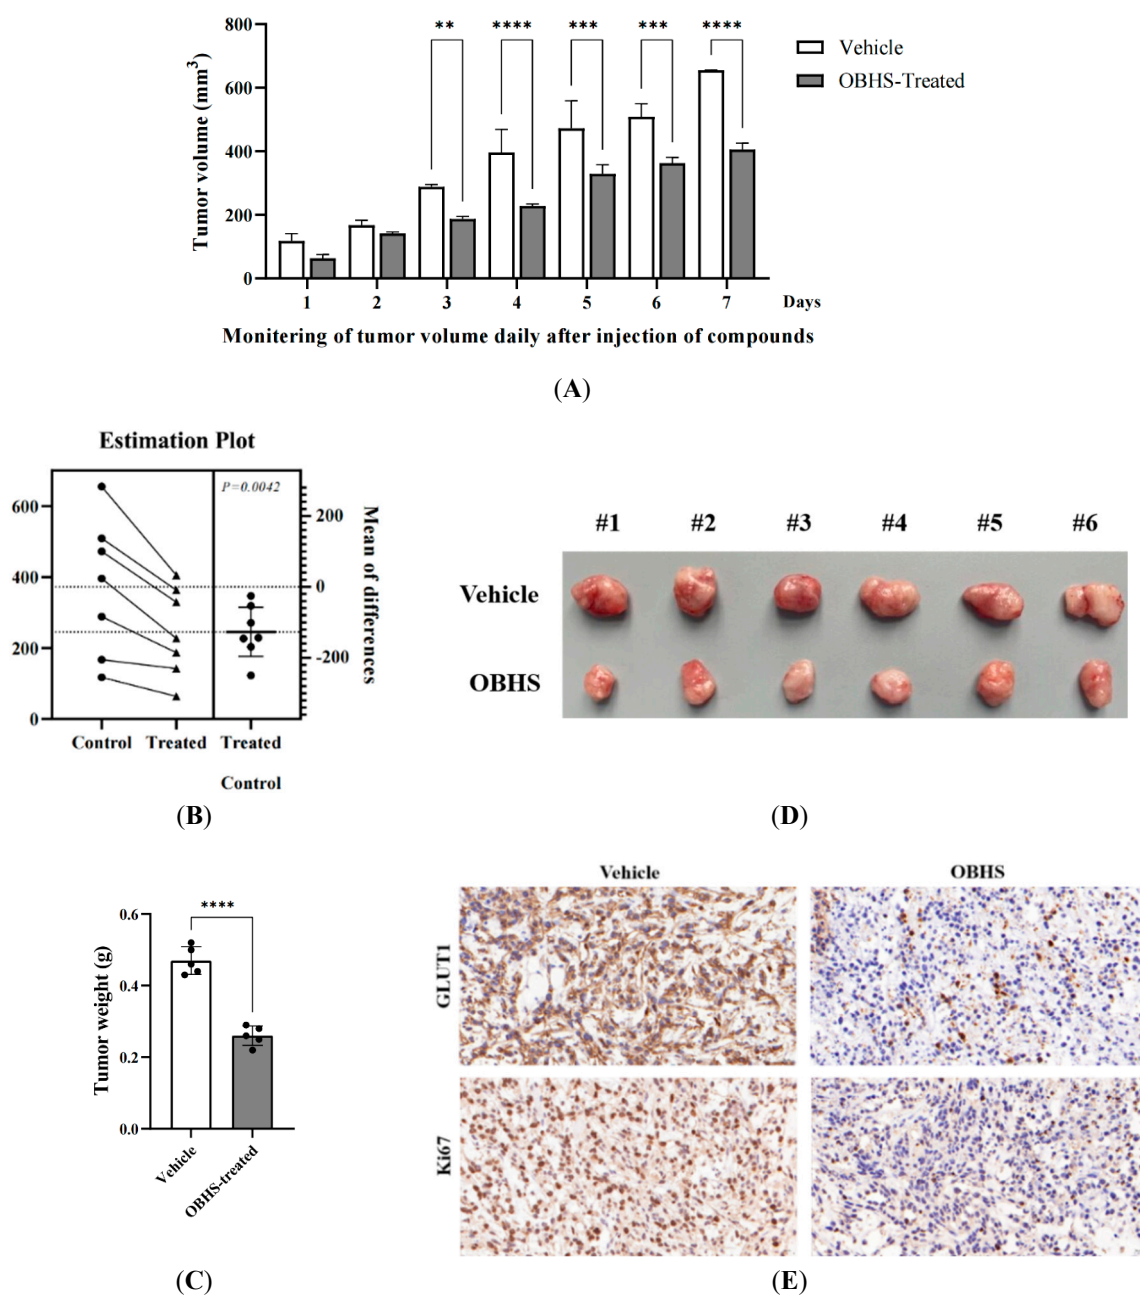 800
600
400
200
0
Tumor volume (mm³)
**
****
***
***
****
Vehicle
OBHS-Treated
1 2 3 4 5 6 7 Days
Monitering of tumor volume daily after injection of compounds
(A)
Estimation Plot
600
400
200
0
P=0.0042
200
0
-200
Mean of differences
Control Treated Treated
Control
(B)
#1 #2 #3 #4 #5 #6
Vehicle
OBHS
(D)
Tumor weight (g)
0.6
0.4
0.2
0.0
****
Vehicle
OBHS-treated
(C)
Vehicle OBHS
GLUT1
Ki67
(E)